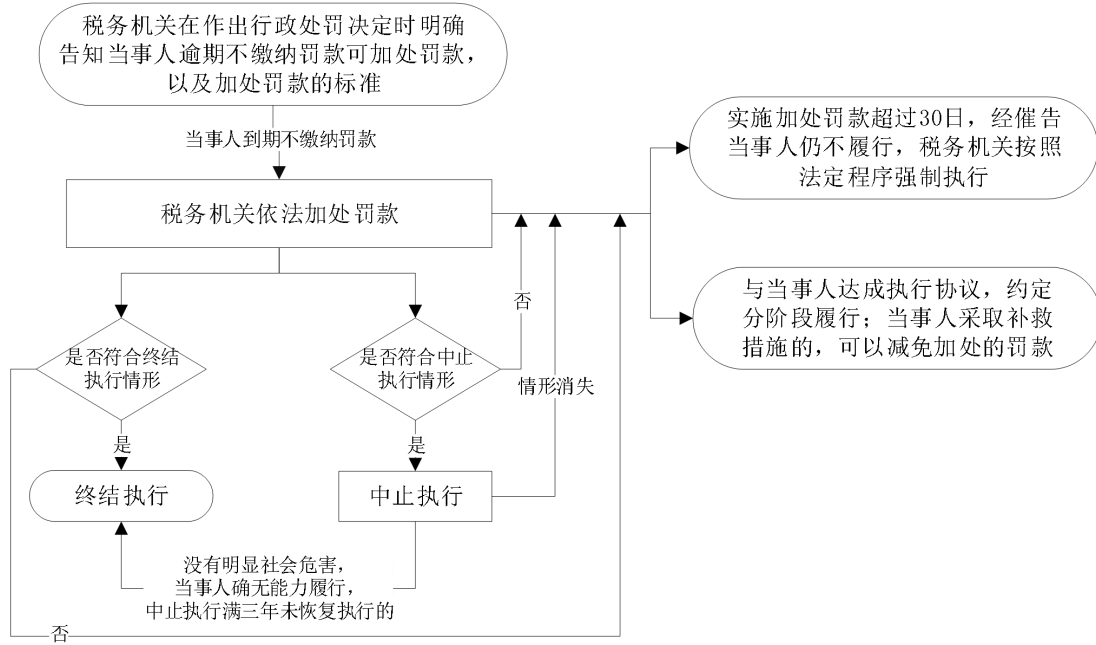 税务机关在作出行政处罚决定时明确
告知当事人逾期不缴纳罚款可加处罚款，
以及加处罚款的标准
当事人到期不缴纳罚款
税务机关依法加处罚款
实施加处罚款超过30日，经催告
当事人仍不履行，税务机关按照
法定程序强制执行
与当事人达成执行协议，约定
分阶段履行；当事人采取补救
措施的，可以减免加处的罚款
是否符合终结
执行情形
是否符合中止
执行情形
否
情形消失
是
是
终结执行
中止执行
没有明显社会危害，
当事人确无能力履行，
中止执行满三年未恢复执行的
否